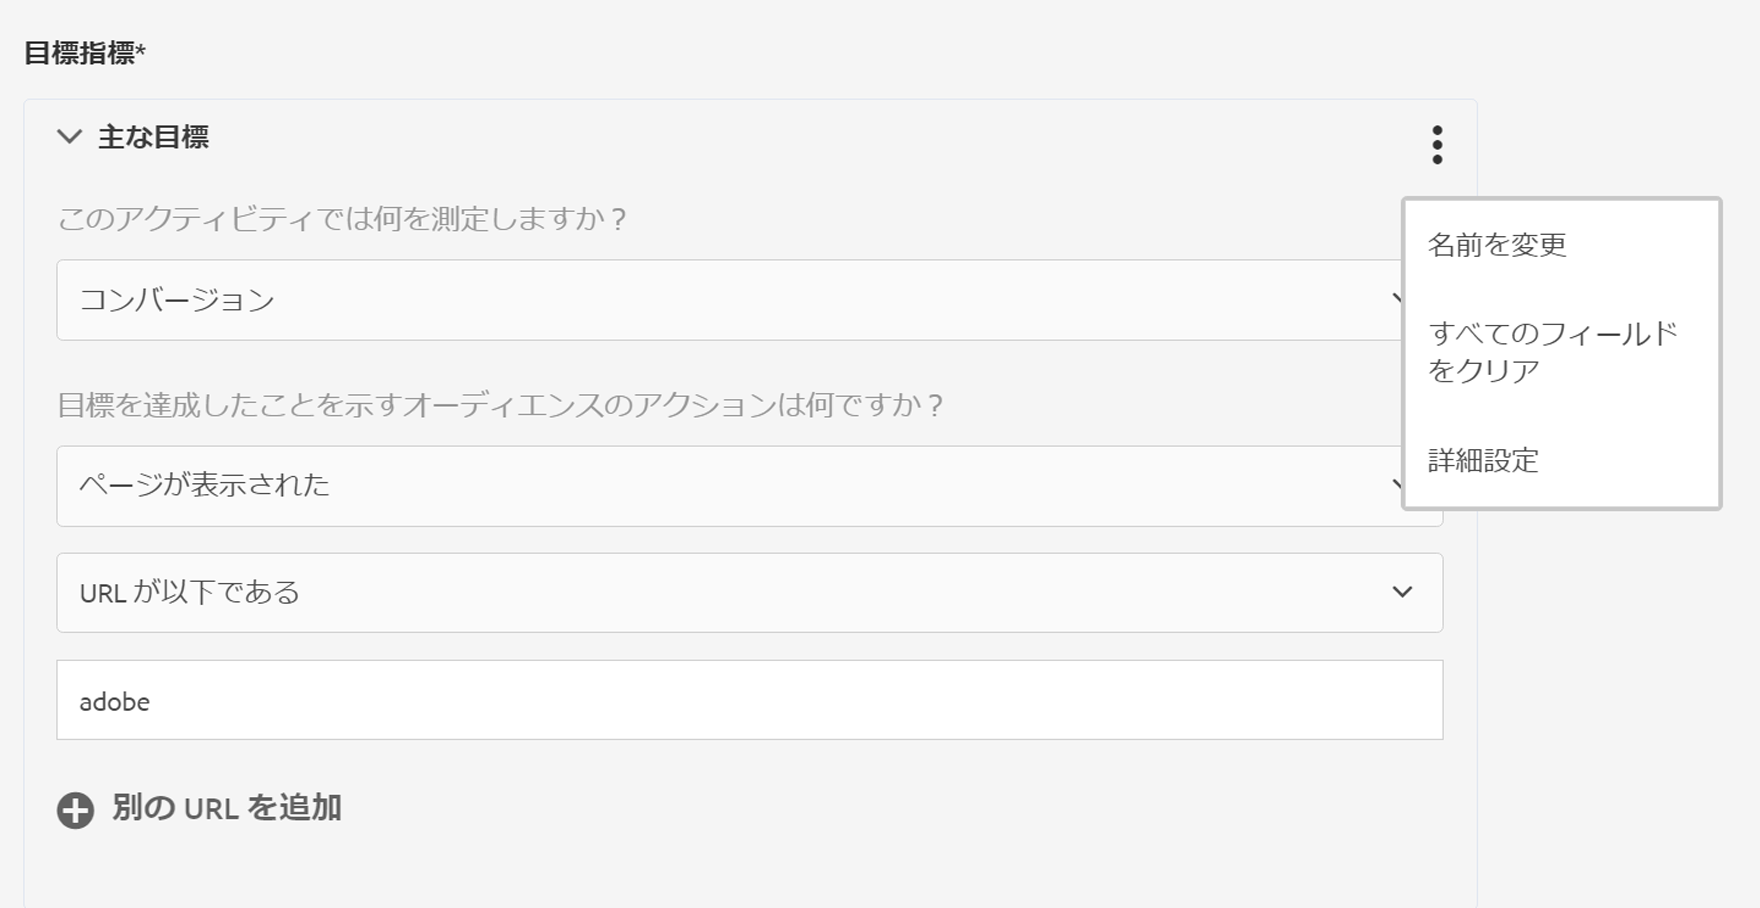 目標指標*
主な目標
このアクティビティでは何を測定しますか？
コンバージョン
目標を達成したことを示すオーディエンスのアクションは何ですか？
ページが表示された
URL が以下である
adobe
別の URL を追加
名前を変更
すべてのフィールド
をクリア
詳細設定